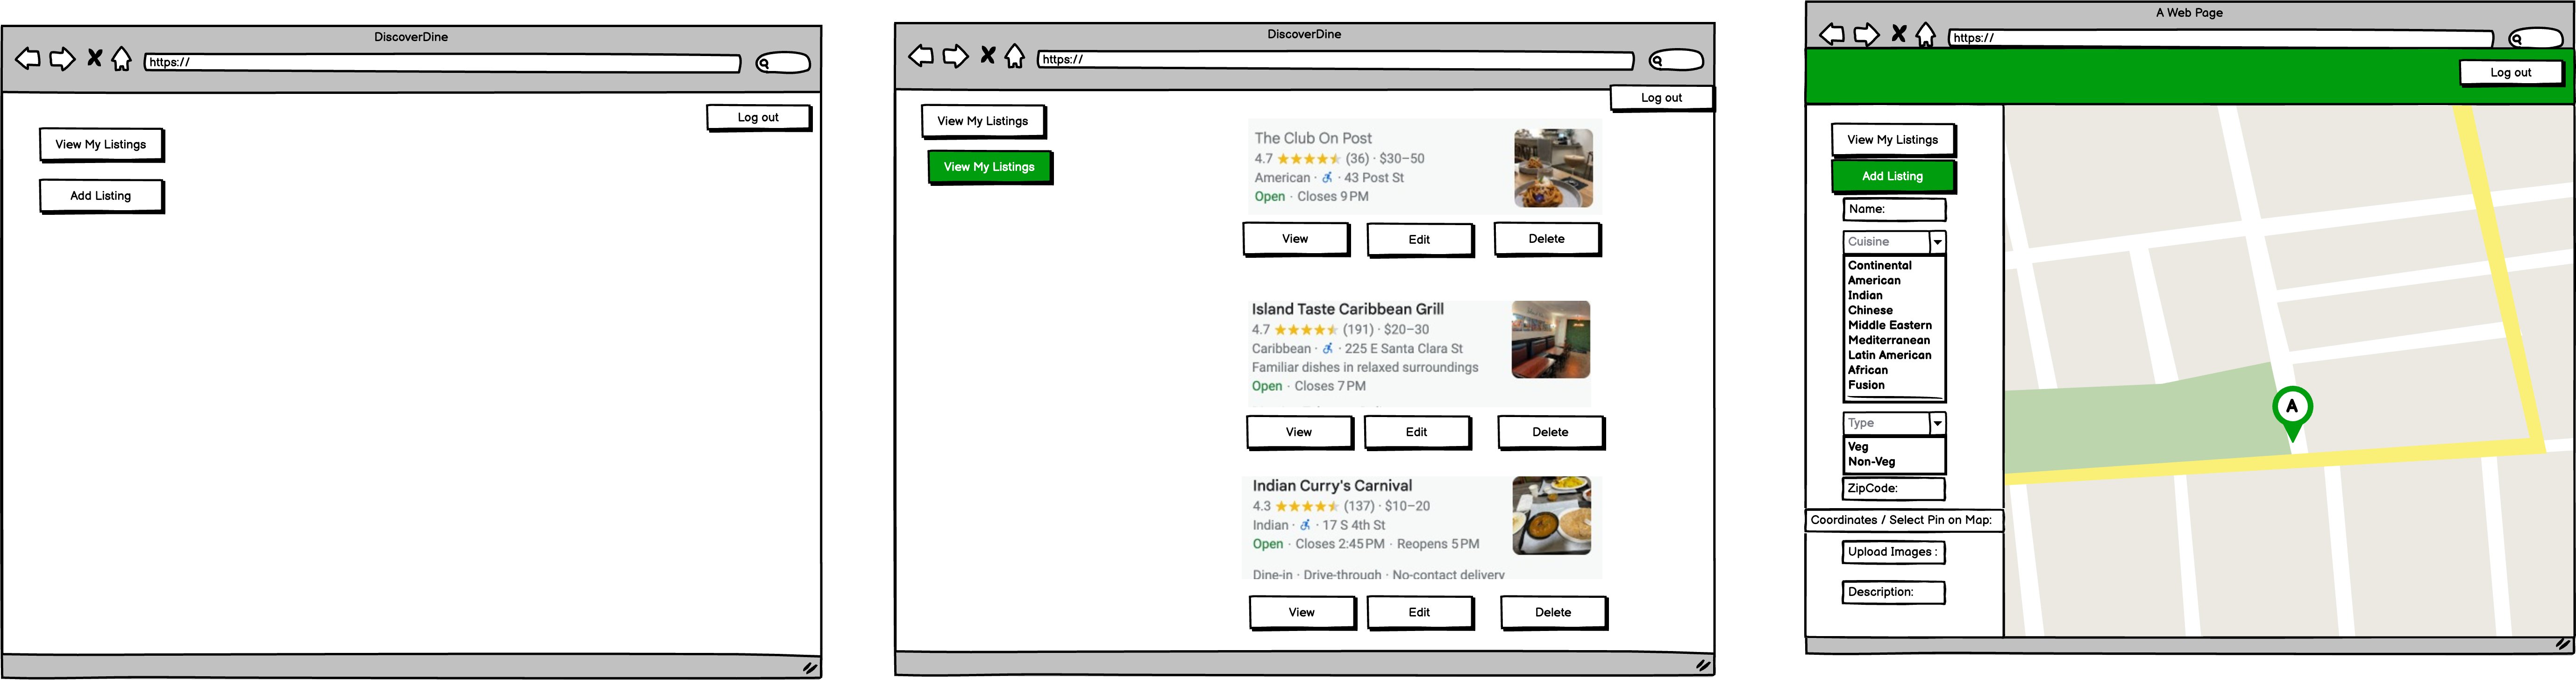 DiscoverDine
https://
Log out
View My Listings
Add Listing
DiscoverDine
https://
Log out
View My Listings
View My Listings
The Club On Post
4.7 (36) · $30–50
American · 43 Post St
Open · Closes 9 PM
View Edit Delete
Island Taste Caribbean Grill
4.7 (191) · $20–30
Caribbean · 225 E Santa Clara St
Familiar dishes in relaxed surroundings
Open · Closes 7 PM
View Edit Delete
Indian Curry's Carnival
4.3 (137) · $10–20
Indian · 17 S 4th St
Open · Closes 2:45 PM · Reopens 5 PM
Dine-in · Drive-through · No-contact delivery
View Edit Delete
A Web Page
https://
Log out
View My Listings
Add Listing
Name:
Cuisine
Continental
American
Indian
Chinese
Middle Eastern
Mediterranean
Latin American
African
Fusion
Type
Veg
Non-Veg
ZipCode:
Coordinates / Select Pin on Map:
Upload Images :
Description:
A